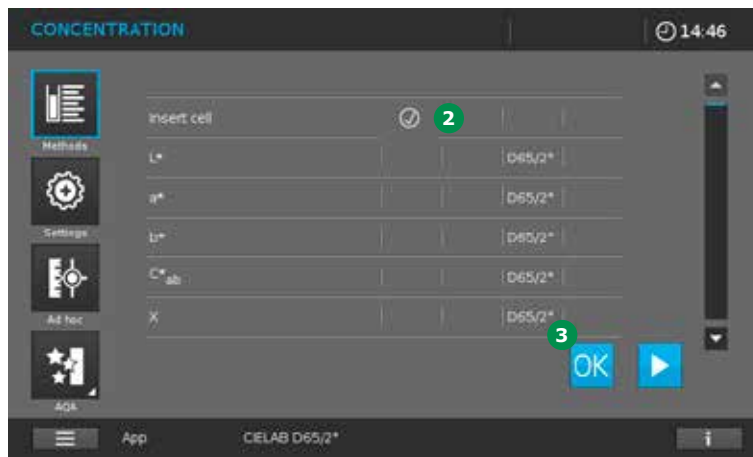 CONCENTRATION 14:46
Methods
Insert cell 2
L* D65/2*
a* D65/2*
Settings
b* D65/2*
C*ab D65/2*
Ad hoc
X D65/2*
3
OK
AQA
App CIELAB D65/2*
i